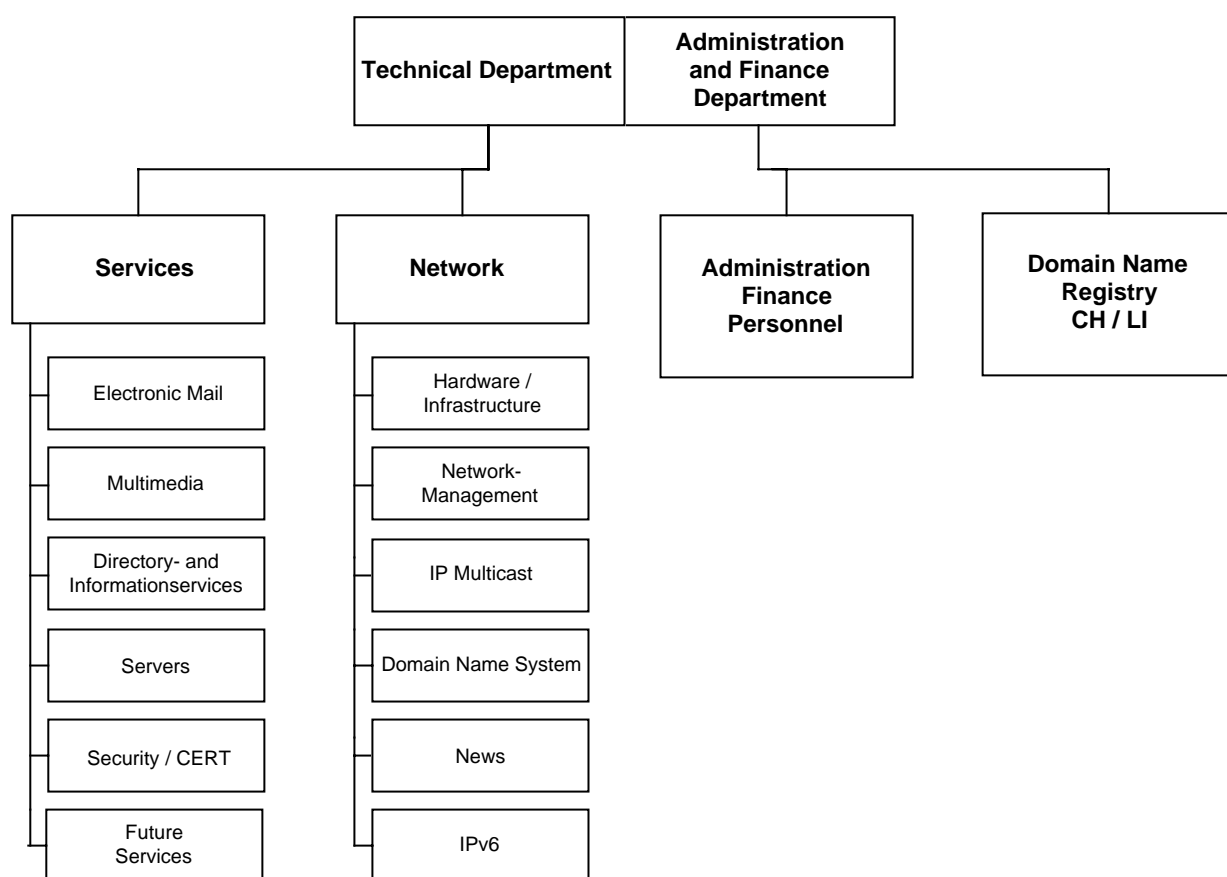 Technical Department
Administration
and Finance
Department
Services
Network
Administration
Finance
Personnel
Domain Name
Registry
CH / LI
Electronic Mail
Multimedia
Directory- and
Informationservices
Servers
Security / CERT
Future
Services
Hardware /
Infrastructure
Network-
Management
IP Multicast
Domain Name System
News
IPv6